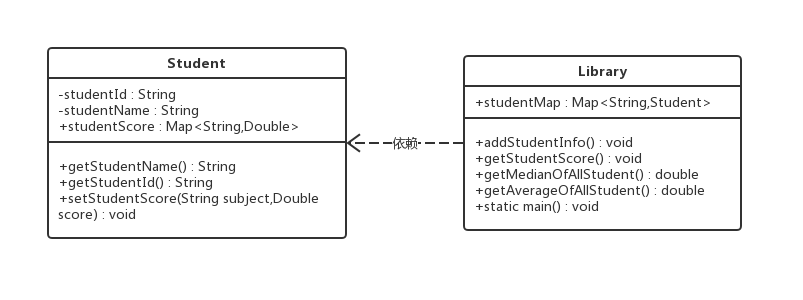 Student
-studentId : String
-studentName : String
+studentScore : Map<String,Double>
+getStudentName() : String
+getStudentId() : String
+setStudentScore(String subject,Double
score) : void
依赖
Library
+studentMap : Map<String,Student>
+addStudentInfo() : void
+getStudentScore() : void
+getMedianOfAllStudent() : double
+getAverageOfAllStudent() : double
+static main() : void